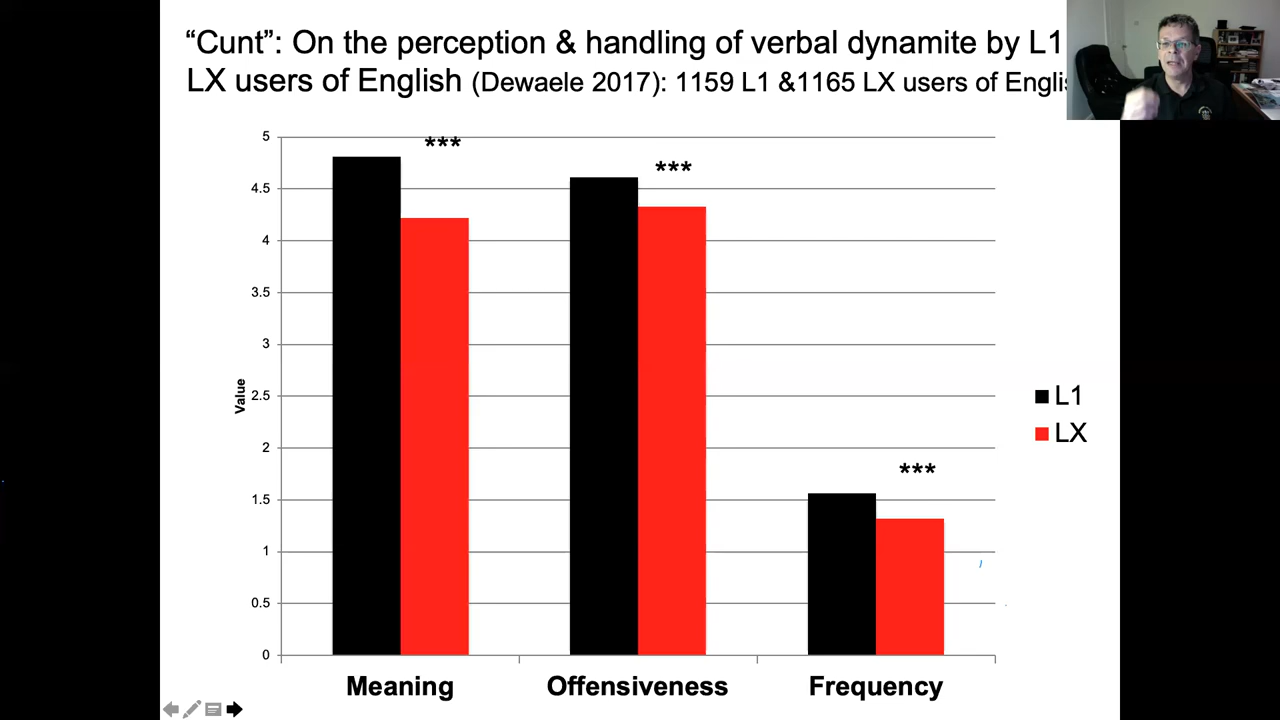 “Cunt”: On the perception & handling of verbal dynamite by L1
LX users of English (Dewaele 2017): 1159 L1 &1165 LX users of
5
4.5
4
3.5
3
2.5
2
1.5
1
0.5
0
Value
***
***
***
L1
LX
Meaning Offensiveness Frequency